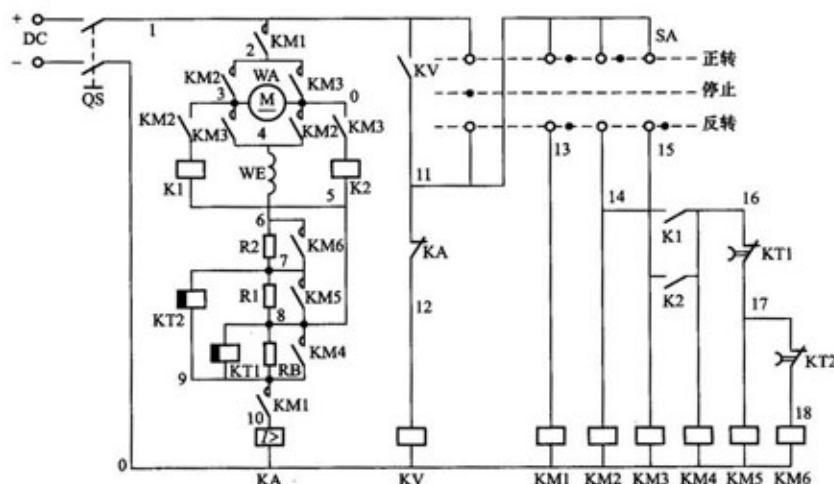 +
DC
−
QS
1
KM1
2
WA
KM2
KM3
3
M
0
KM2
KM3
4
KM2
KM3
K1
WE
K2
5
6
R2
KM6
7
KT2
R1
KM5
8
KT1
RB
KM4
9
KM1
10
I>
0
KA
KV
11
KA
12
KV
SA
正转
停止
反转
13
15
14
16
K1
KT1
K2
17
KT2
18
KM1 KM2 KM3 KM4 KM5 KM6